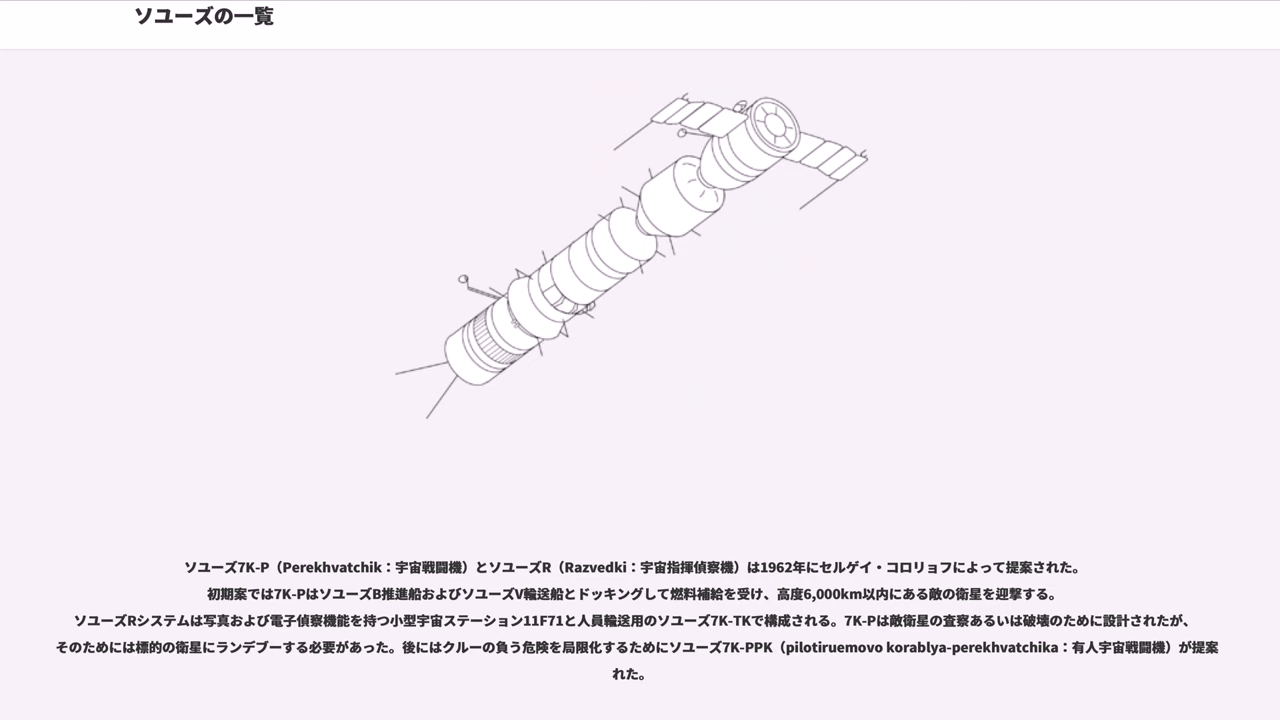 ソユーズの一覧
ソユーズ7K-P（Perekhvatchik：宇宙戦闘機）とソユーズR（Razvedki：宇宙指揮偵察機）は1962年にセルゲイ・コロリョフによって提案された。
初期案では7K-PはソユーズB推進船およびソユーズV輸送船とドッキングして燃料補給を受け、高度6,000km以内にある敵の衛星を迎撃する。
ソユーズRシステムは写真および電子偵察機能を持つ小型宇宙ステーション11F71と人員輸送用のソユーズ7K-TKで構成される。7K-Pは敵衛星の査察あるいは破壊のために設計されたが、
そのためには標的の衛星にランデブーする必要があった。後にはクルーの負う危険を局限化するためにソユーズ7K-PPK（pilotiruemovo korablya-perekhvatchika：有人宇宙戦闘機）が提案
れた。